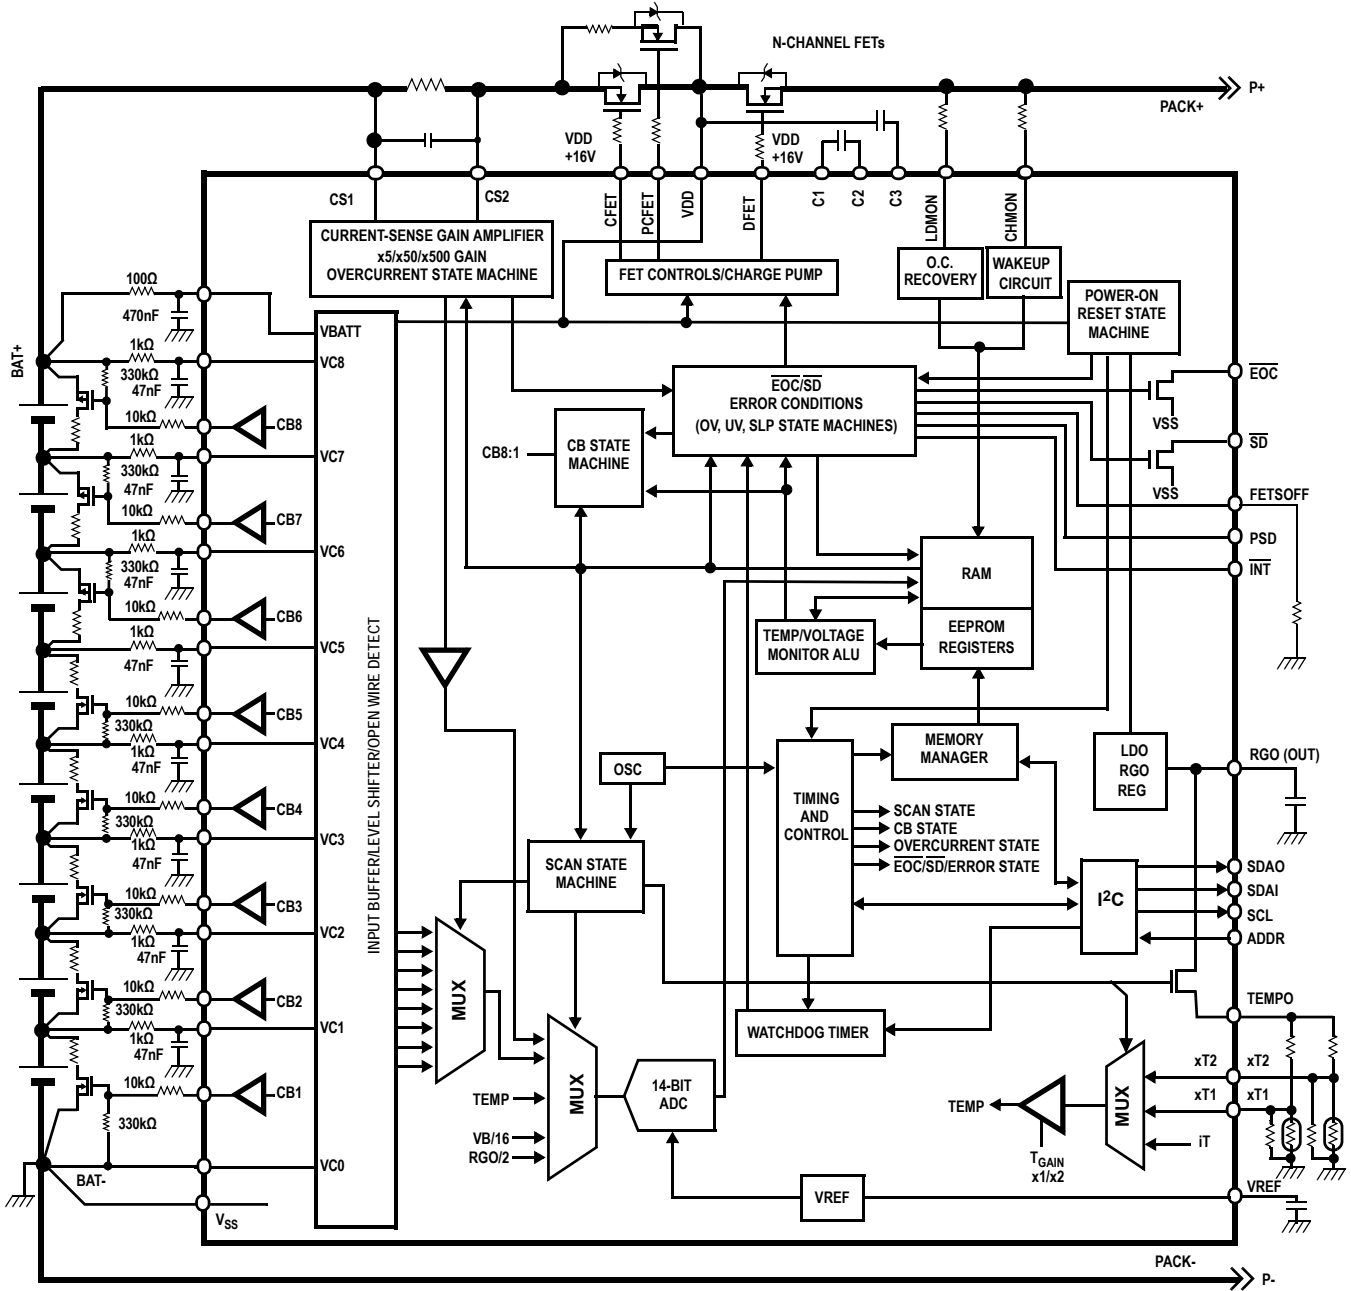 N-CHANNEL FETs
P+
PACK+
VDD
+16V
VDD
+16V
CS1
CS2
CFET
PCFET
VDD
DFET
C1
C2
C3
LDMON
CHMON
CURRENT-SENSE GAIN AMPLIFIER
x5/x50/x500 GAIN
OVERCURRENT STATE MACHINE
FET CONTROLS/CHARGE PUMP
O.C.
RECOVERY
WAKEUP
CIRCUIT
POWER-ON
RESET STATE
MACHINE
BAT+
100Ω
470nF
VBATT
1kΩ
VC8
330kΩ
47nF
10kΩ
CB8
1kΩ
VC7
330kΩ
47nF
10kΩ
CB7
1kΩ
VC6
330kΩ
47nF
10kΩ
CB6
1kΩ
VC5
47nF
10kΩ
CB5
330kΩ
VC4
1kΩ
47nF
10kΩ
CB4
330kΩ
VC3
1kΩ
47nF
10kΩ
CB3
330kΩ
VC2
1kΩ
47nF
10kΩ
CB2
330kΩ
VC1
1kΩ
47nF
10kΩ
CB1
330kΩ
VC0
BAT-
VSS
INPUT BUFFER/LEVEL SHIFTER/OPEN WIRE DETECT
EOC/SD
ERROR CONDITIONS
(OV, UV, SLP STATE MACHINES)
CB8:1
CB STATE
MACHINE
EOC
VSS
SD
VSS
FETSOFF
PSD
INT
RAM
EEPROM
REGISTERS
TEMP/VOLTAGE
MONITOR ALU
MEMORY
MANAGER
LDO
RGO
REG
RGO (OUT)
OSC
TIMING
AND
CONTROL
SCAN STATE
CB STATE
OVERCURRENT STATE
EOC/SD/ERROR STATE
SCAN STATE
MACHINE
I2C
SDAO
SDAI
SCL
ADDR
MUX
WATCHDOG TIMER
TEMPO
MUX
TEMP
VB/16
RGO/2
14-BIT
ADC
TEMP
TGAIN
x1/x2
MUX
xT2
xT2
xT1
xT1
iT
VREF
VREF
PACK-
P-